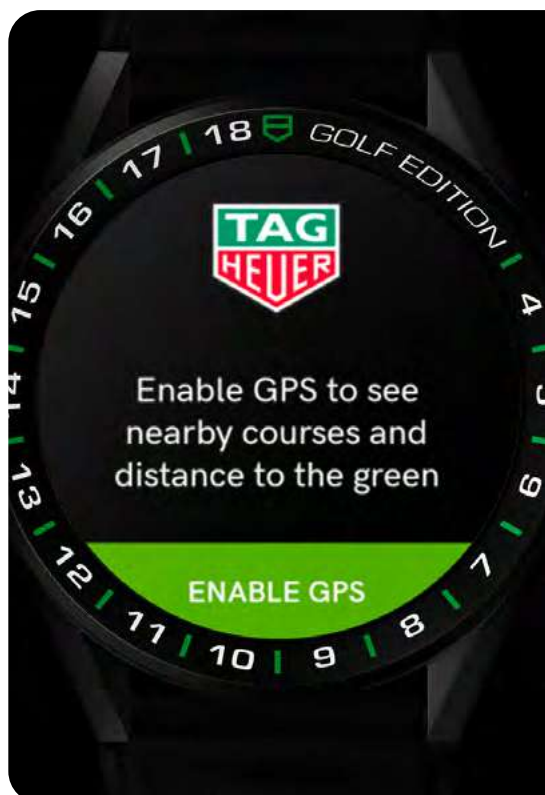 18 GOLF EDITION
4
6
7
8
9
10
11
12
13
14
15
16
17
TAG
HEUER
Enable GPS to see
nearby courses and
distance to the green
ENABLE GPS